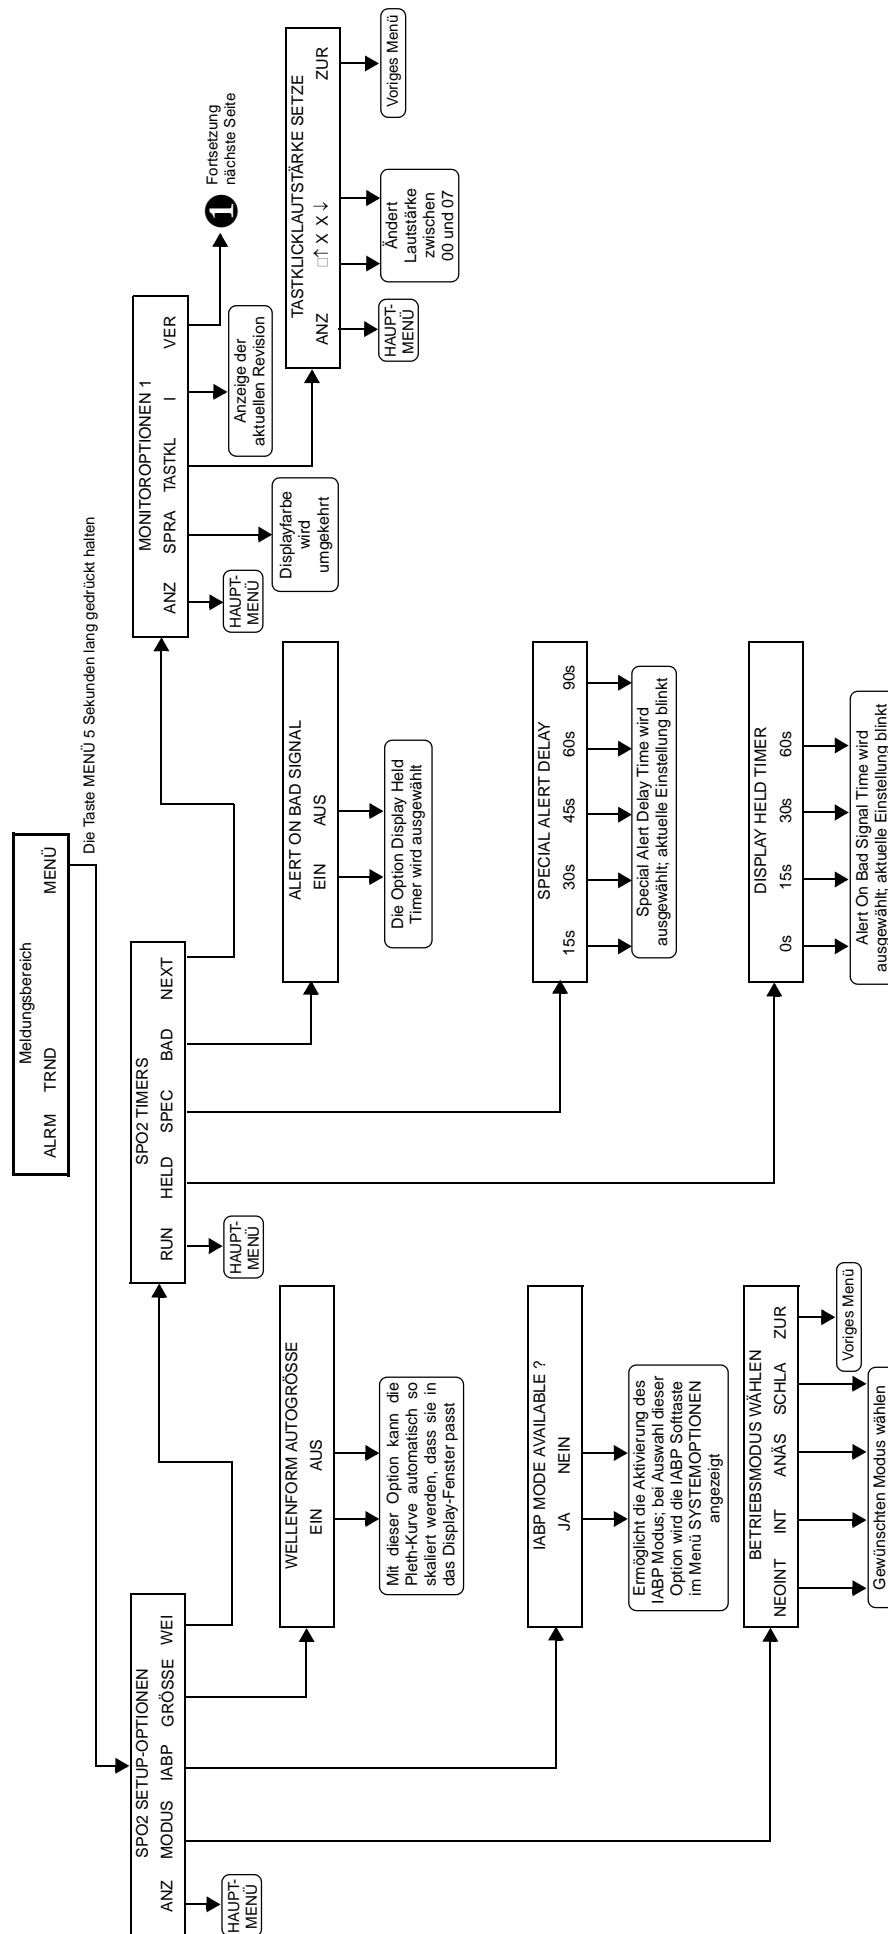 Meldungsbereich
ALRM TRND MENÜ
Die Taste MENÜ 5 Sekunden lang gedrückt halten
SPO2 SETUP-OPTIONEN
ANZ MODUS IABP GRÖSSE WEI
HAUPT-
MENÜ
SPO2 TIMERS
RUN HELD SPEC BAD NEXT
HAUPT-
MENÜ
MONITOROPTIONEN 1
ANZ SPRA TASTKL I VER
HAUPT-
MENÜ
Displayfarbe
wird
umgekehrt
Anzeige der
aktuellen Revision
1 Fortsetzung
nächste Seite
WELLENFORM AUTOGRÖSSE
EIN AUS
Mit dieser Option kann die
Pleth-Kurve automatisch so
skaliert werden, dass sie in
das Display-Fenster passt
ALERT ON BAD SIGNAL
EIN AUS
Die Option Display Held
Timer wird ausgewählt
TASTKLICKLAUTSTÄRKE SETZE
ANZ □↑ X X ↓ ZUR
HAUPT-
MENÜ
Ändert
Lautstärke
zwischen
00 und 07
Voriges Menü
IABP MODE AVAILABLE ?
JA NEIN
Ermöglicht die Aktivierung des
IABP Modus; bei Auswahl dieser
Option wird die IABP Softtaste
im Menü SYSTEMOPTIONEN
angezeigt
SPECIAL ALERT DELAY
15s 30s 45s 60s 90s
Special Alert Delay Time wird
ausgewählt; aktuelle Einstellung blinkt
BETRIEBSMODUS WÄHLEN
NEOINT INT ANÄS SCHLA ZUR
Gewünschten Modus wählen
Voriges Menü
DISPLAY HELD TIMER
0s 15s 30s 60s
Alert On Bad Signal Time wird
ausgewählt; aktuelle Einstellung blinkt